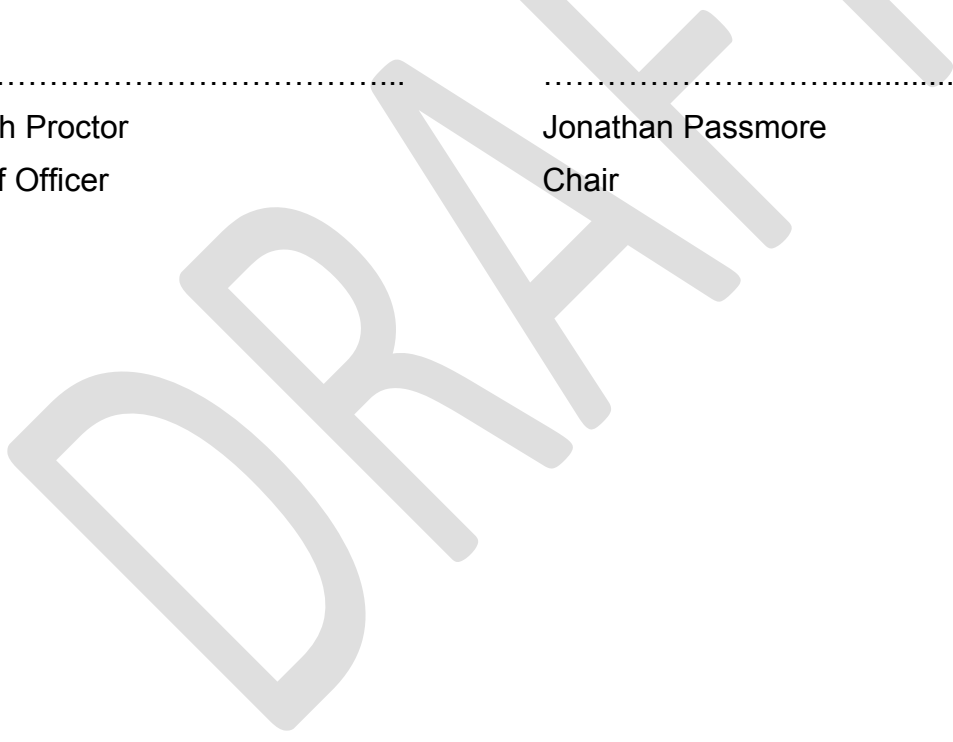 ……………………………………..       ……………………………..............
h Proctor       Jonathan Passmore
f Officer       Chair
DRAFT